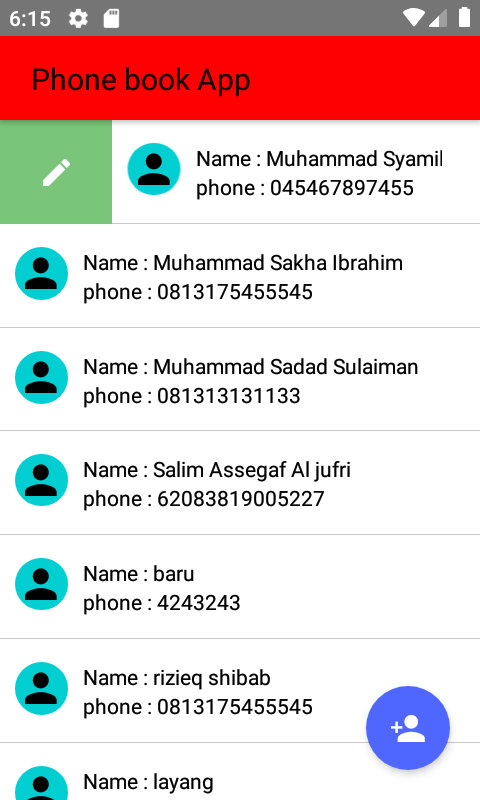 6:15
Phone book App
Name : Muhammad Syamil
phone : 045467897455
Name : Muhammad Sakha Ibrahim
phone : 0813175455545
Name : Muhammad Sadad Sulaiman
phone : 081313131133
Name : Salim Assegaf Al jufri
phone : 62083819005227
Name : baru
phone : 4243243
Name : rizieq shibab
phone : 0813175455545
Name : layang